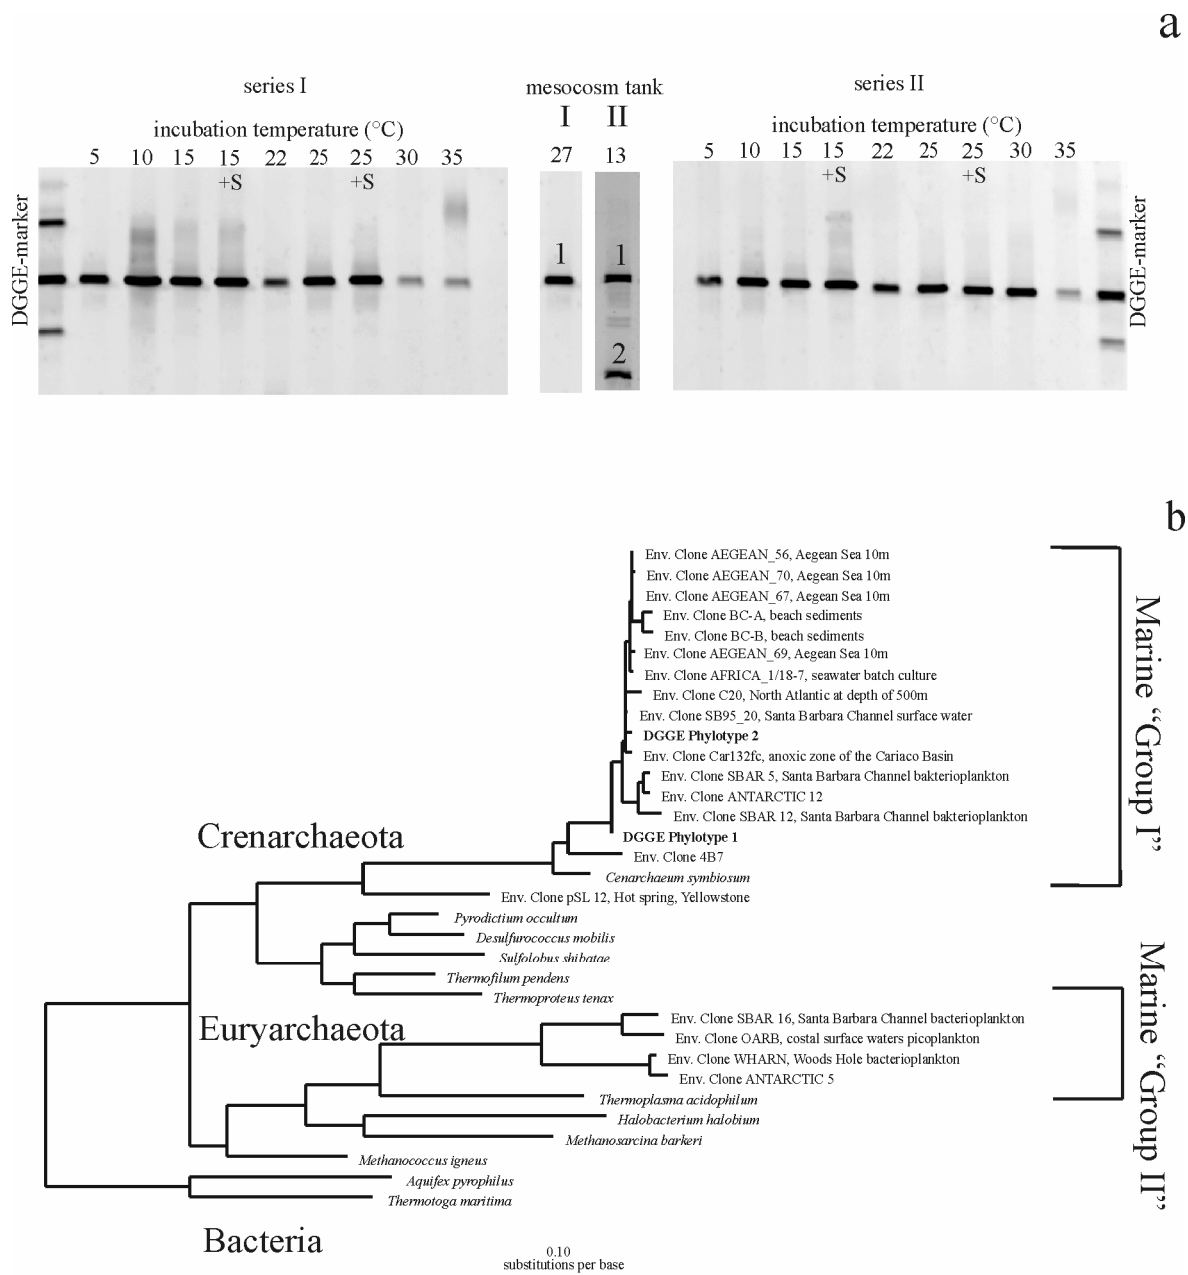 a
series I
mesocosm tank
series II
incubation temperature (°C)
I II
incubation temperature (°C)
5 10 15 15 22 25 25 30 35
+S +S
27 13
5 10 15 15 22 25 25 30 35
+S +S
DGGE-marker
1 1
2
DGGE-marker
b
Env. Clone AEGEAN_56, Aegean Sea 10m
Env. Clone AEGEAN_70, Aegean Sea 10m
Env. Clone AEGEAN_67, Aegean Sea 10m
Env. Clone BC-A, beach sediments
Env. Clone BC-B, beach sediments
Env. Clone AEGEAN_69, Aegean Sea 10m
Env. Clone AFRICA_1/18-7, seawater batch culture
Env. Clone C20, North Atlantic at depth of 500m
Env. Clone SB95_20, Santa Barbara Channel surface water
DGGE Phylotype 2
Env. Clone Car132fc, anoxic zone of the Cariaco Basin
Env. Clone SBAR 5, Santa Barbara Channel bakterioplankton
Env. Clone ANTARCTIC 12
Env. Clone SBAR 12, Santa Barbara Channel bakterioplankton
DGGE Phylotype 1
Env. Clone 4B7
Cenarchaeum symbiosum
Env. Clone pSL 12, Hot spring, Yellowstone
Marine “Group I”
Crenarchaeota
Pyrodictium occultum
Desulfurococcus mobilis
Sulfolobus shibatae
Thermofilum pendens
Thermoproteus tenax
Euryarchaeota
Env. Clone SBAR 16, Santa Barbara Channel bacterioplankton
Env. Clone OARB, costal surface waters picoplankton
Env. Clone WHARN, Woods Hole bacterioplankton
Env. Clone ANTARCTIC 5
Marine “Group II”
Thermoplasma acidophilum
Halobacterium halobium
Methanosarcina barkeri
Methanococcus igneus
Aquifex pyrophilus
Thermotoga maritima
Bacteria
0.10
substitutions per base